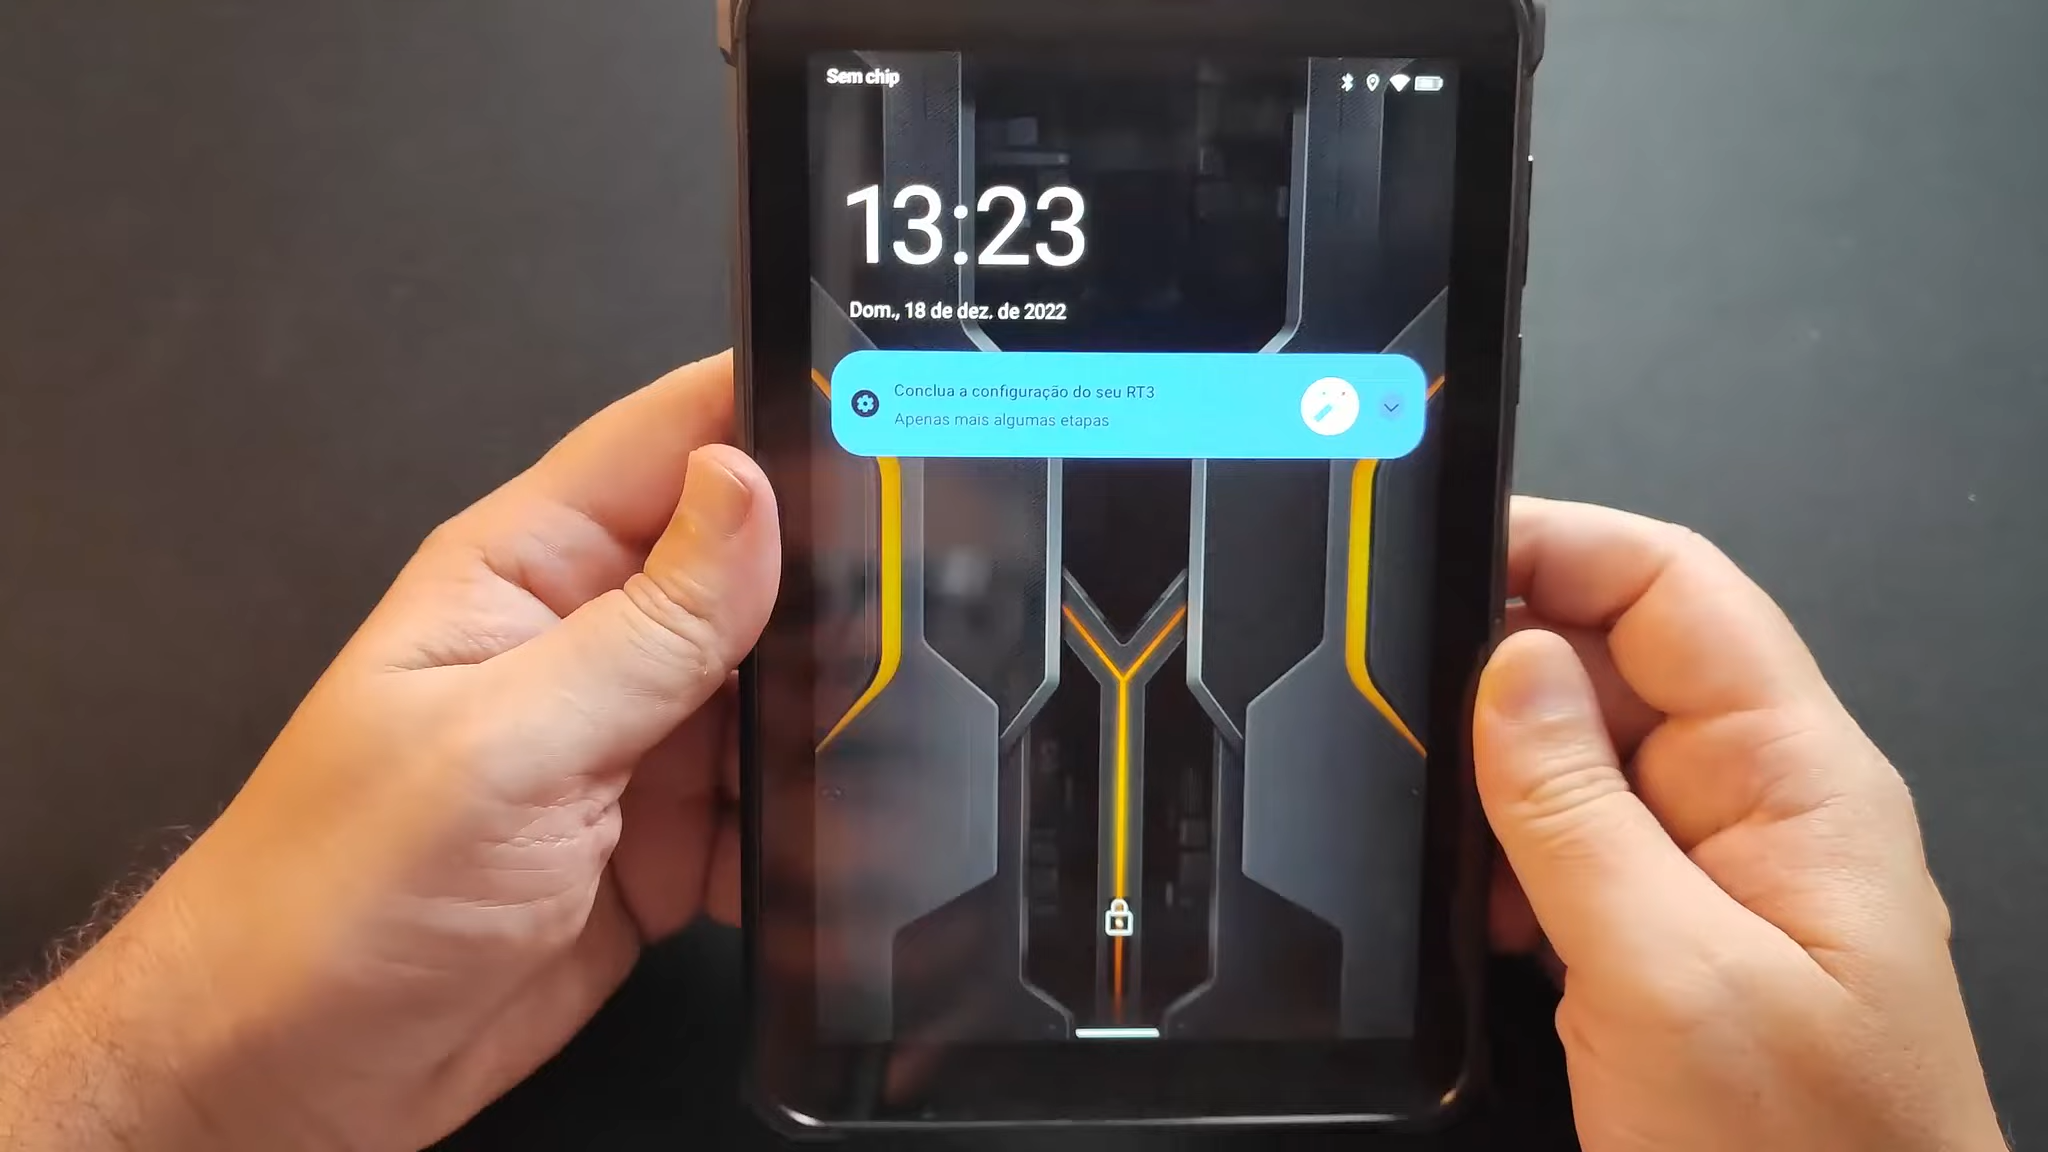 Sem chip
13:23
Dom., 18 de dez. de 2022
Conclua a configuração do seu RT3
Apenas mais algumas etapas